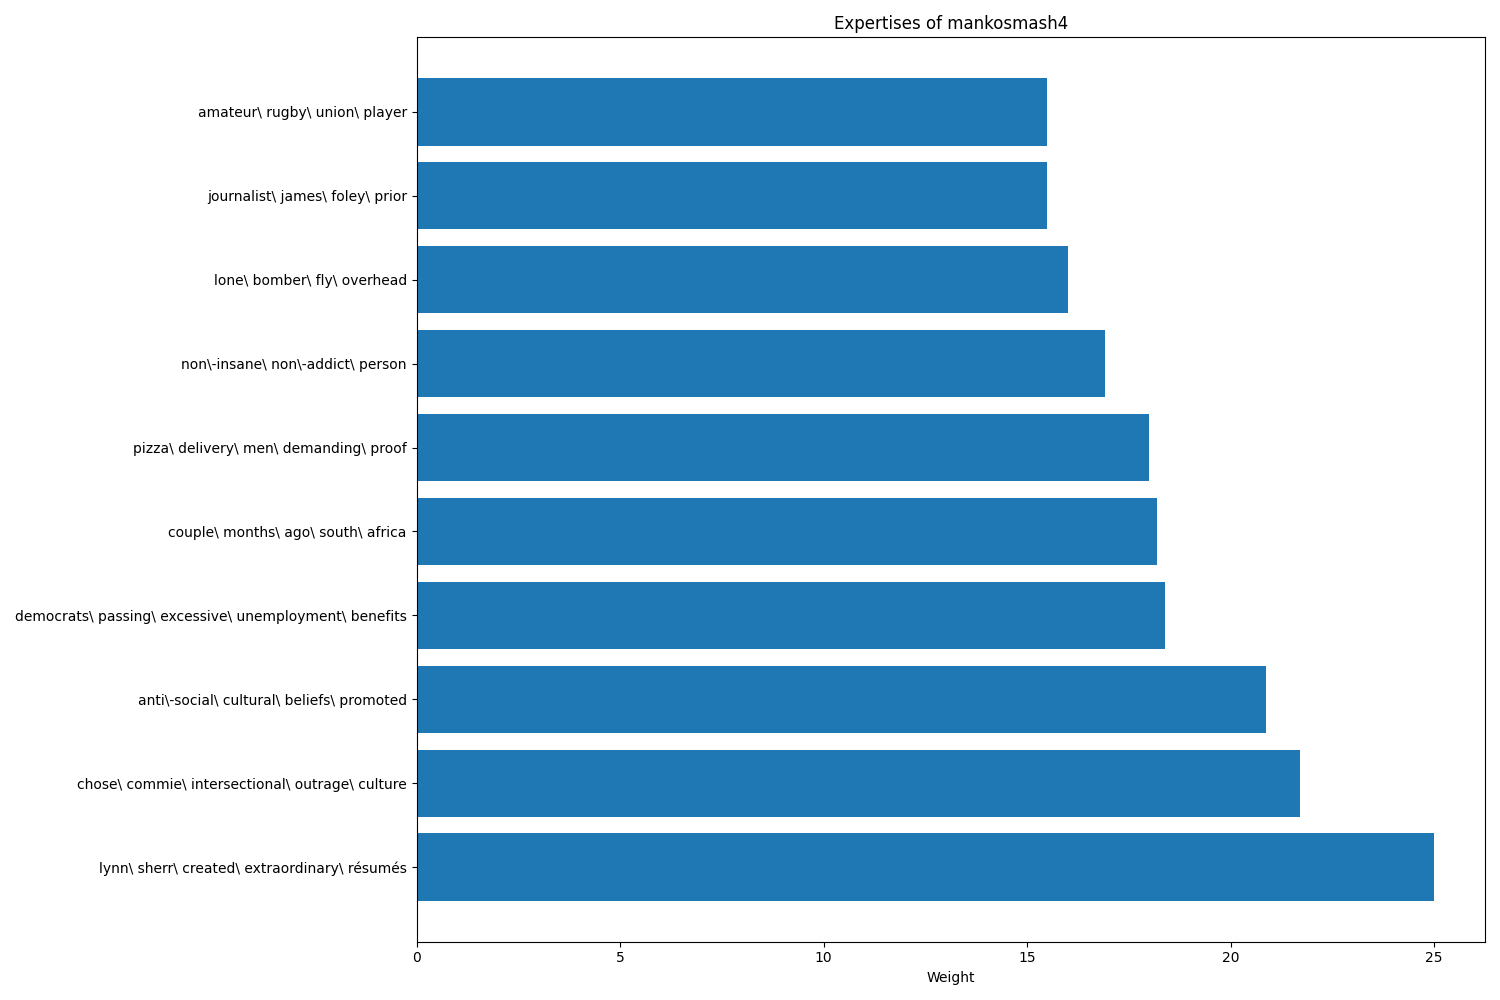 Expertises of mankosmash4
amateur\ rugby\ union\ player
journalist\ james\ foley\ prior
lone\ bomber\ fly\ overhead
non\-insane\ non\-addict\ person
pizza\ delivery\ men\ demanding\ proof
couple\ months\ ago\ south\ africa
democrats\ passing\ excessive\ unemployment\ benefits
anti\-social\ cultural\ beliefs\ promoted
chose\ commie\ intersectional\ outrage\ culture
lynn\ sherr\ created\ extraordinary\ résumés
0 5 10 15 20 25
Weight